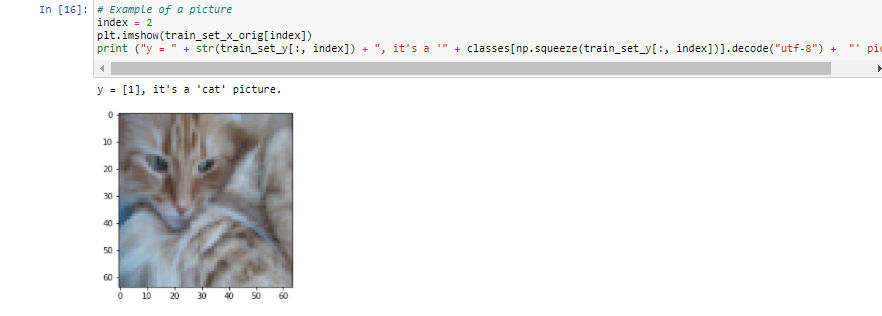 In [16]: # Example of a picture
index = 2
plt.imshow(train_set_x_orig[index])
print ("y = " + str(train_set_y[:, index]) + ", it's a '" + classes[np.squeeze(train_set_y[:, index])].decode("utf-8") + "' pi
y = [1], it's a 'cat' picture.
0
10
20
30
40
50
60
0 10 20 30 40 50 60